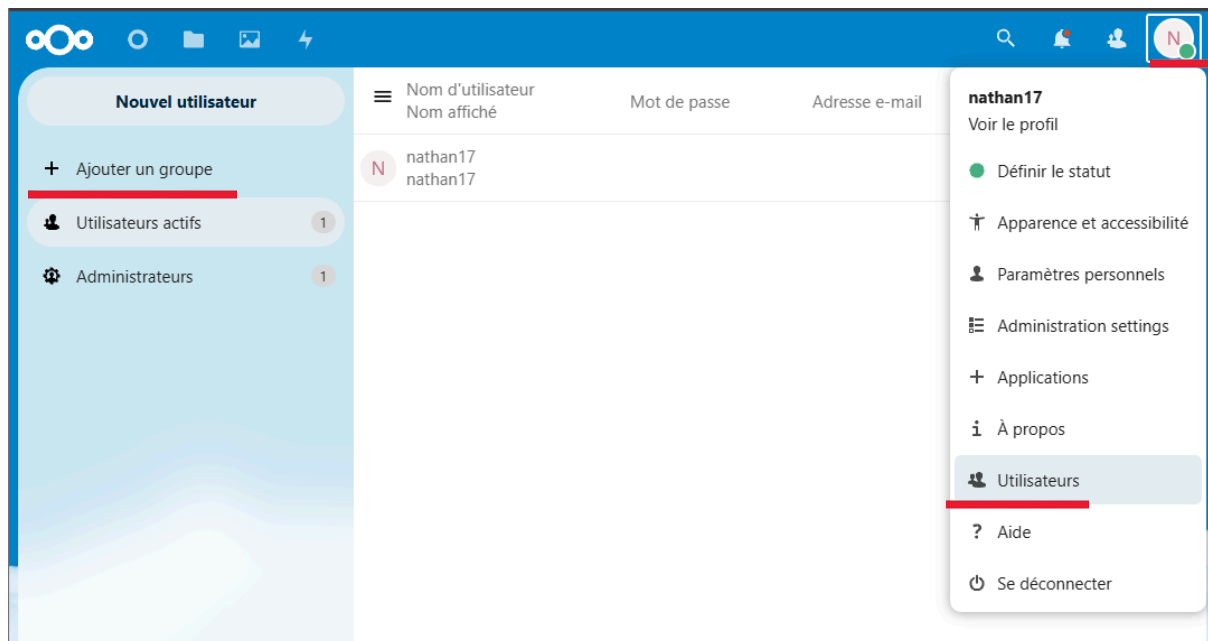 Nouvel utilisateur
Ajouter un groupe
Utilisateurs actifs 1
Administrateurs 1
Nom d'utilisateur
Nom affiché
Mot de passe
Adresse e-mail
N
nathan17
nathan17
N
nathan17
Voir le profil
Définir le statut
Apparence et accessibilité
Paramètres personnels
Administration settings
Applications
À propos
Utilisateurs
Aide
Se déconnecter